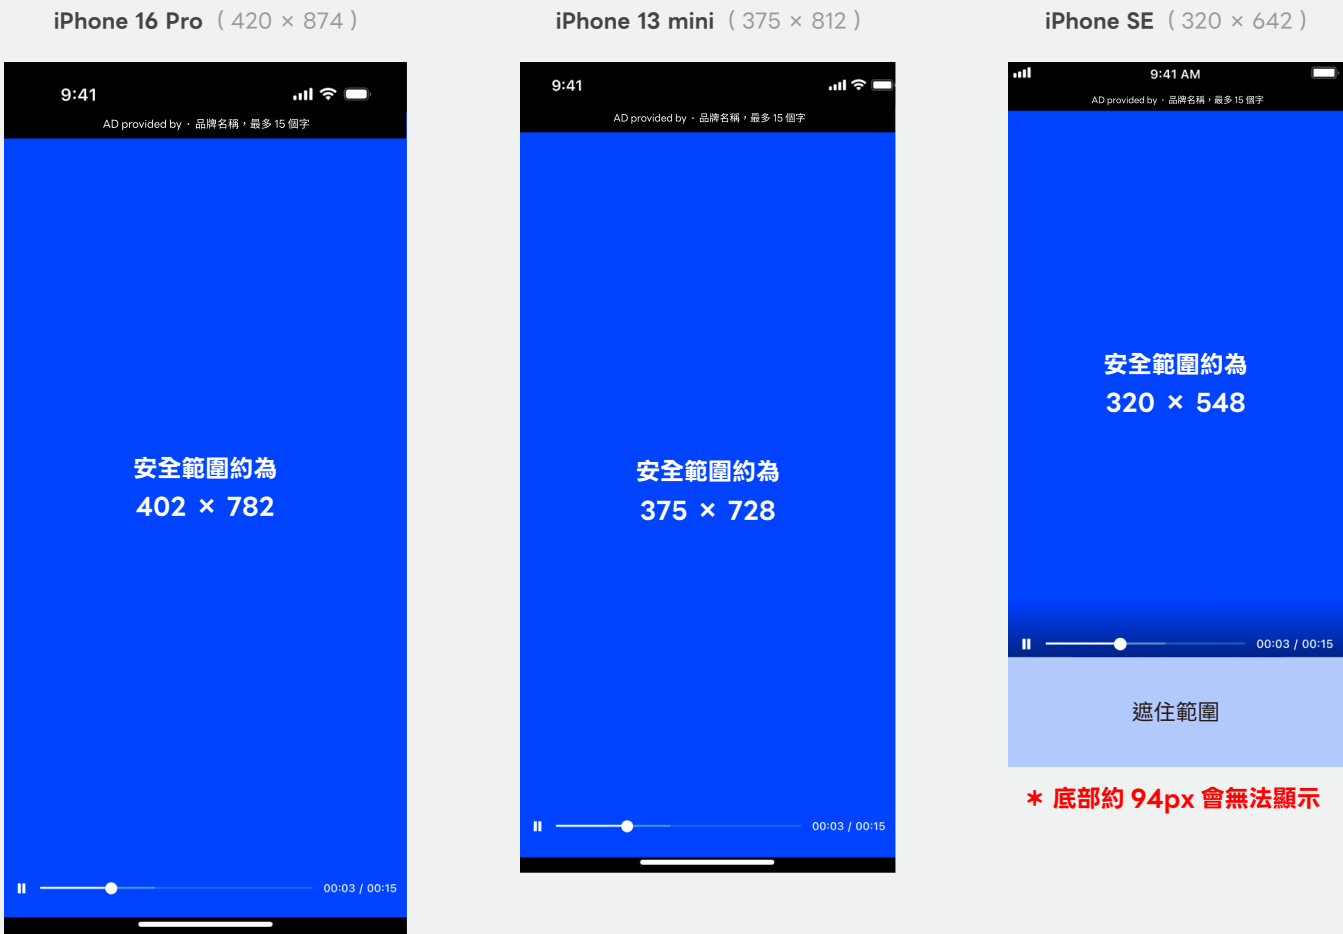 iPhone 16 Pro ( 420 × 874 )
9:41
AD provided by ・ 品牌名稱，最多 15 個字
安全範圍約為
402 × 782
00:03 / 00:15
iPhone 13 mini ( 375 × 812 )
9:41
AD provided by ・ 品牌名稱，最多 15 個字
安全範圍約為
375 × 728
00:03 / 00:15
iPhone SE ( 320 × 642 )
9:41 AM
AD provided by ・ 品牌名稱，最多 15 個字
安全範圍約為
320 × 548
00:03 / 00:15
遮住範圍
＊ 底部約 94px 會無法顯示